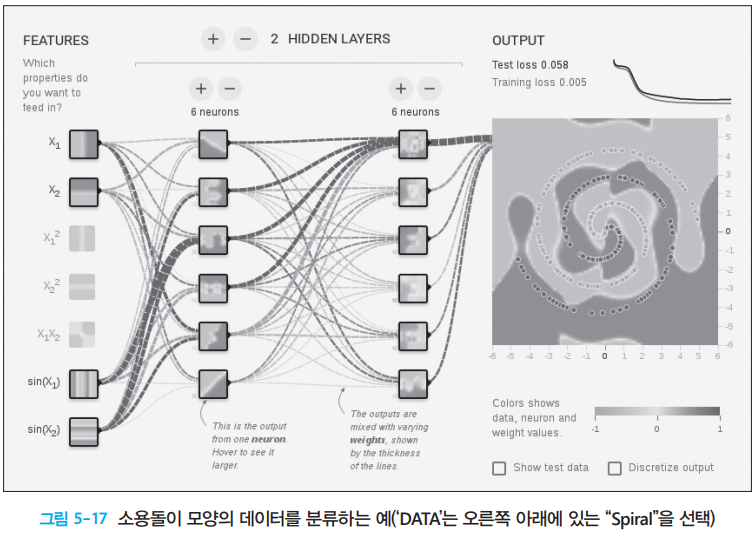 FEATURES
Which
properties do
you want to
feed in?
X₁
X₂
X₁²
X₂²
X₁X₂
sin(X₁)
sin(X₂)
+ − 2 HIDDEN LAYERS
+ −
6 neurons
+ −
6 neurons
This is the output
from one neuron.
Hover to see it
larger.
The outputs are
mixed with varying
weights, shown
by the thickness
of the lines.
OUTPUT
Test loss 0.058
Training loss 0.005
6
5
4
3
2
1
0
-1
-2
-3
-4
-5
-6
-6 -5 -4 -3 -2 -1 0 1 2 3 4 5 6
Colors shows
data, neuron and
weight values.
-1 0 1
Show test data
Discretize output
그림 5-17 소용돌이 모양의 데이터를 분류하는 예(‘DATA’는 오른쪽 아래에 있는 “Spiral”을 선택)